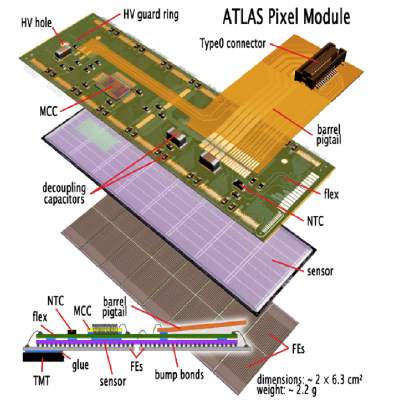 ATLAS Pixel Module
HV guard ring
HV hole
Type0 connector
MCC
barrel
pigtail
decoupling
capacitors
flex
NTC
sensor
barrel
pigtail
NTC
MCC
flex
FEs
glue
FEs
TMT
sensor
bump bonds
dimensions: ~ 2 × 6.3 cm²
weight: ~ 2.2 g